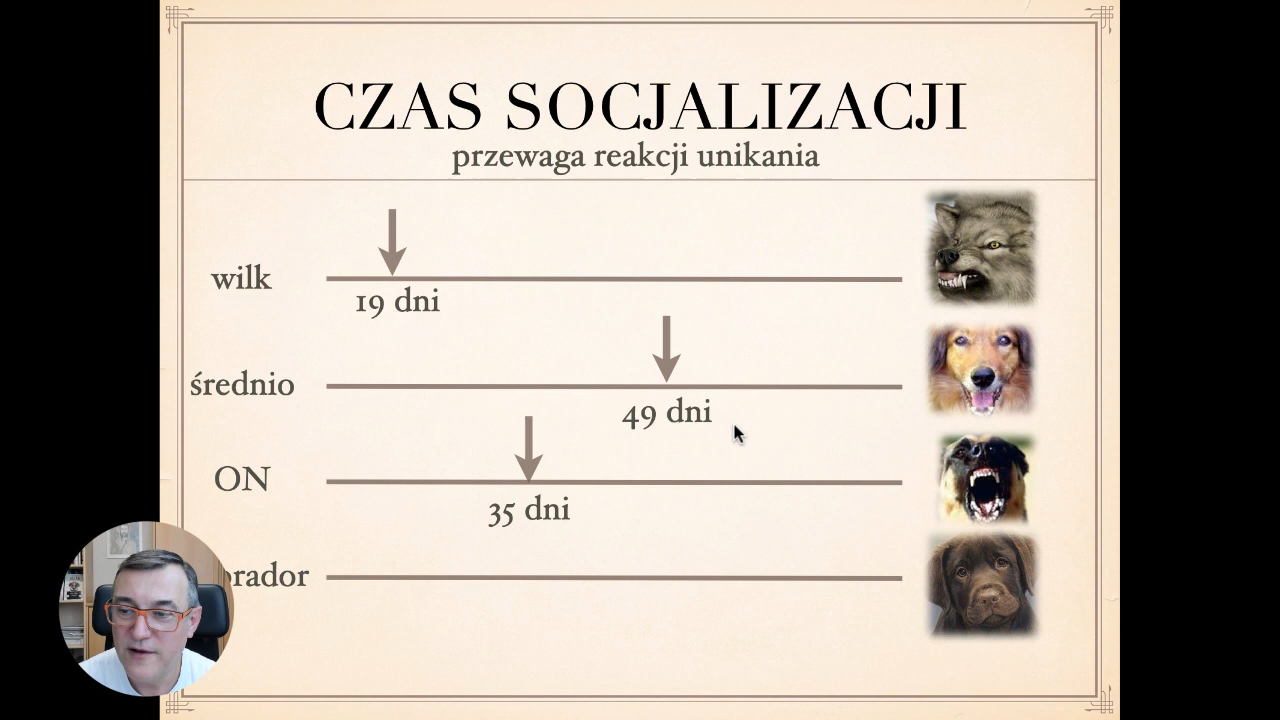 CZAS SOCJALIZACJI
przewaga reakcji unikania
wilk
19 dni
średnio
49 dni
ON
35 dni